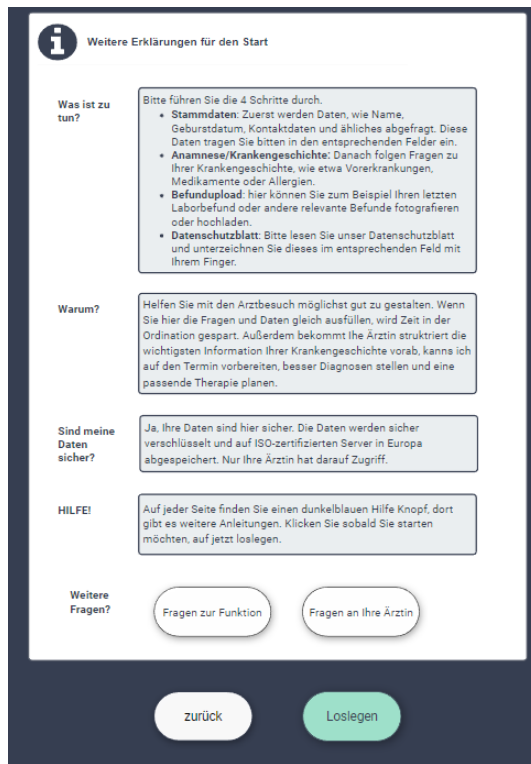 Weitere Erklärungen für den Start
Was ist zu
tun?
Bitte führen Sie die 4 Schritte durch.
• Stammdaten: Zuerst werden Daten, wie Name,
Geburstdatum, Kontaktdaten und ähliches abgefragt. Diese
Daten tragen Sie bitten in den entsprechenden Felder ein.
• Anamnese/Krankengeschichte: Danach folgen Fragen zu
Ihrer Krankengeschichte, wie etwa Vorerkrankungen,
Medikamente oder Allergien.
• Befundupload: hier können Sie zum Beispiel Ihren letzten
Laborbefund oder andere relevante Befunde fotografieren
oder hochladen.
• Datenschutzblatt: Bitte lesen Sie unser Datenschutzblatt
und unterzeichnen Sie dieses im entsprechenden Feld mit
Ihrem Finger.
Warum?
Helfen Sie mit den Arztbesuch möglichst gut zu gestalten. Wenn
Sie hier die Fragen und Daten gleich ausfüllen, wird Zeit in der
Ordination gespart. Außerdem bekommt Ihe Ärztin struktriert die
wichtigsten Information Ihrer Krankengeschichte vorab, kanns ich
auf den Termin vorbereiten, besser Diagnosen stellen und eine
passende Therapie planen.
Sind meine
Daten
sicher?
Ja, Ihre Daten sind hier sicher. Die Daten werden sicher
verschlüsselt und auf ISO-zertifizierten Server in Europa
abgespeichert. Nur Ihre Ärztin hat darauf Zugriff.
HILFE!
Auf jeder Seite finden Sie einen dunkelblauen Hilfe Knopf, dort
gibt es weitere Anleitungen. Klicken Sie sobald Sie starten
möchten, auf jetzt loslegen.
Weitere
Fragen?
Fragen zur Funktion
Fragen an Ihre Ärztin
zurück
Loslegen